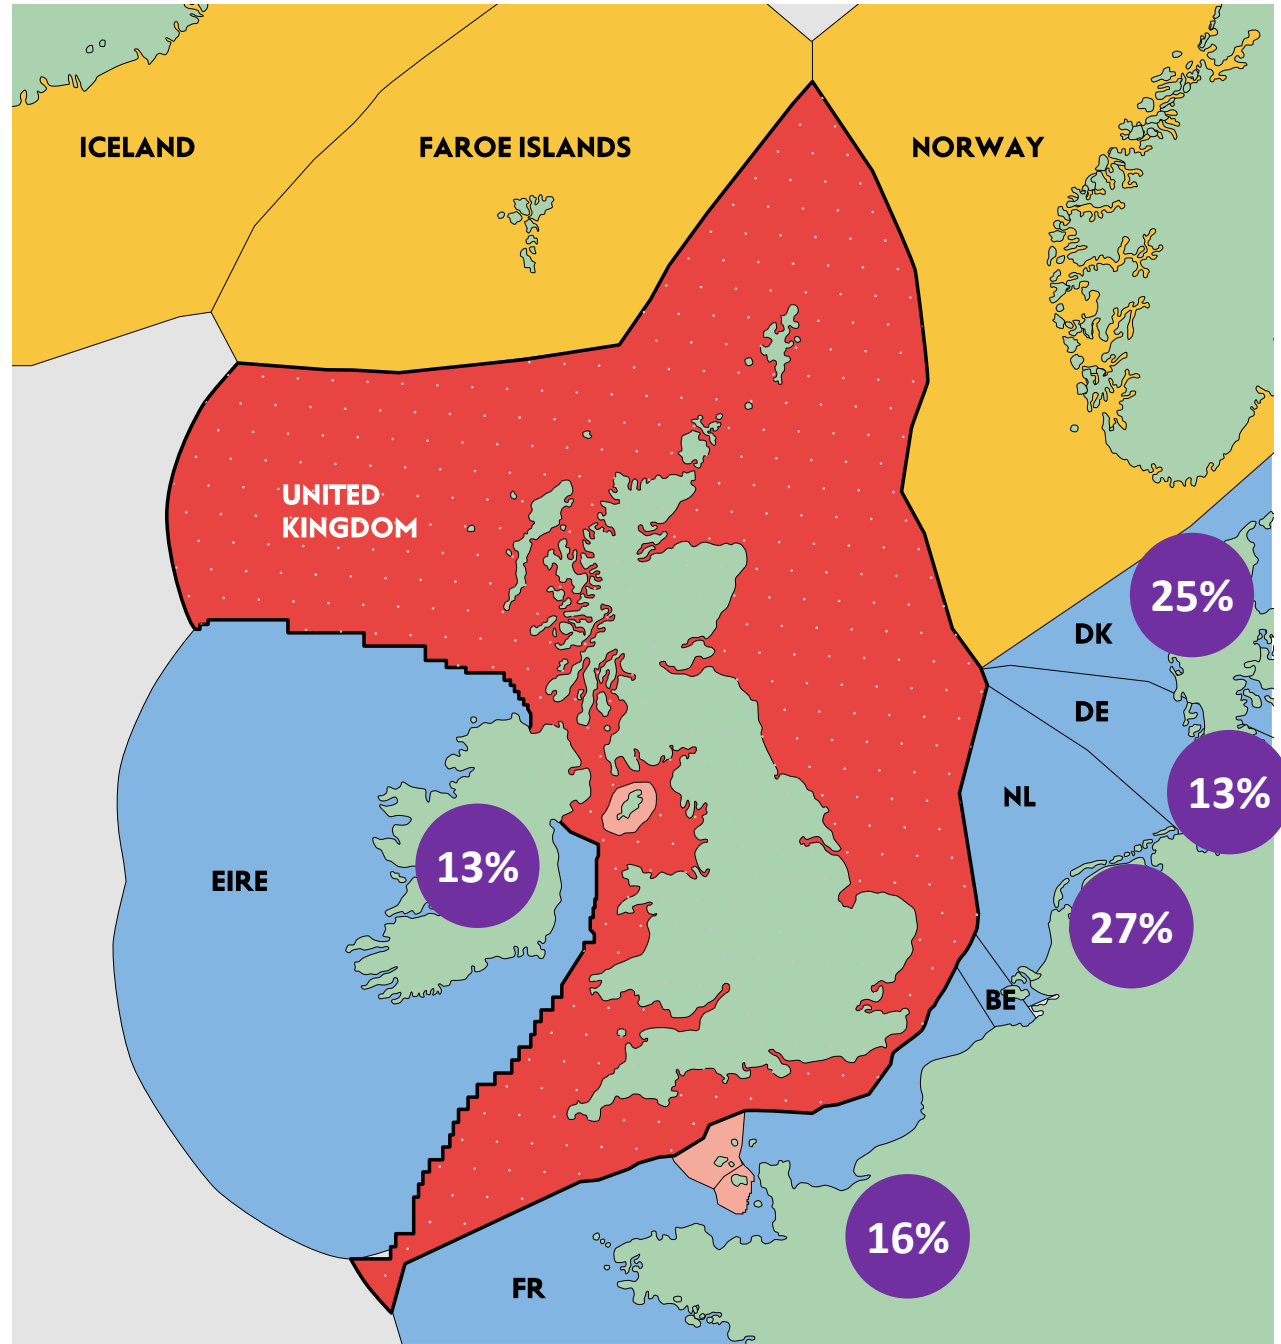 ICELAND
FAROE ISLANDS
NORWAY
UNITED
KINGDOM
25%
DK
DE
13%
NL
13%
EIRE
27%
BE
16%
FR